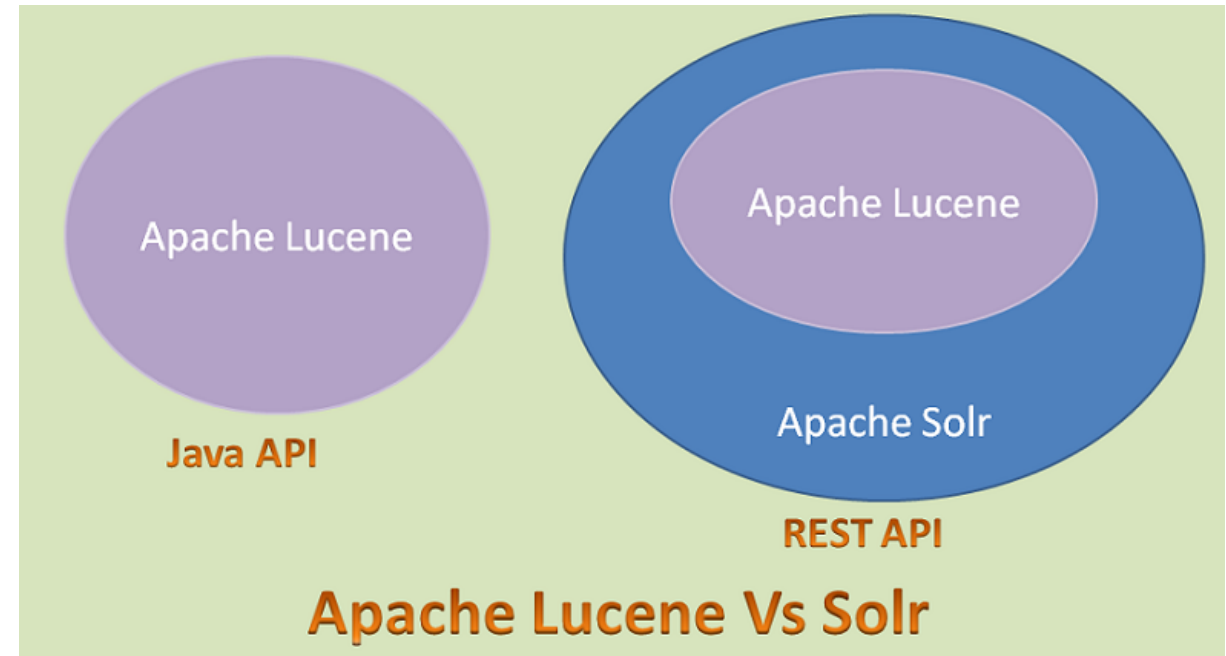 Apache Lucene
Java API
Apache Lucene
Apache Solr
REST API
Apache Lucene Vs Solr